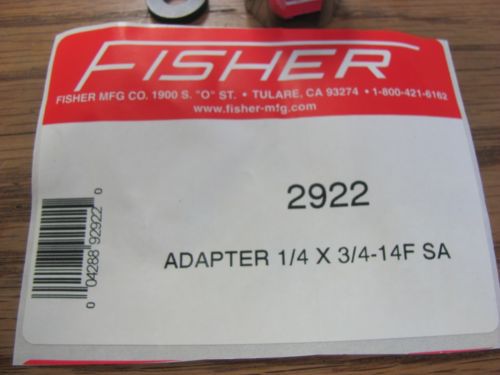 FISHER
FISHER MFG CO. 1900 S. "O" ST. • TULARE, CA 93274 • 1-800-421-6162
www.fisher-mfg.com
2922
ADAPTER 1/4 X 3/4-14F SA
0 04288 92922 0